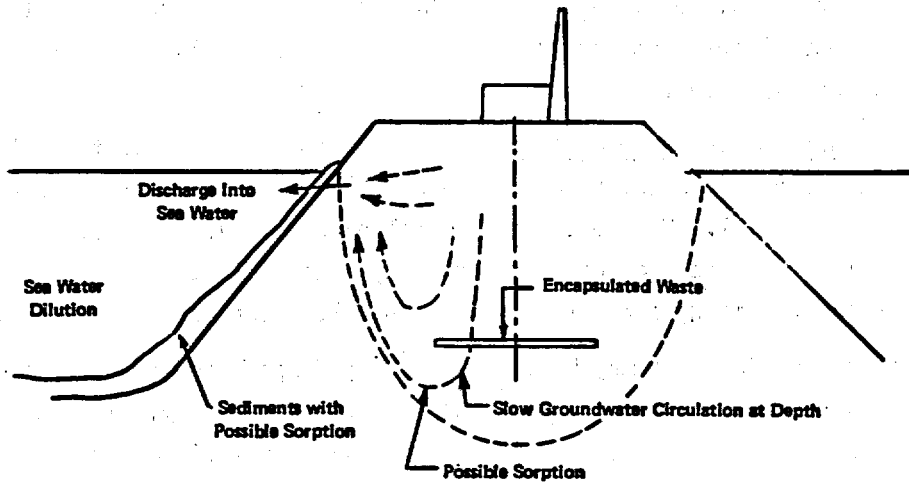 Discharge Into
Sea Water
Sea Water
Dilution
Encapsulated Waste
Sediments with
Possible Sorption
Slow Groundwater Circulation at Depth
Possible Sorption